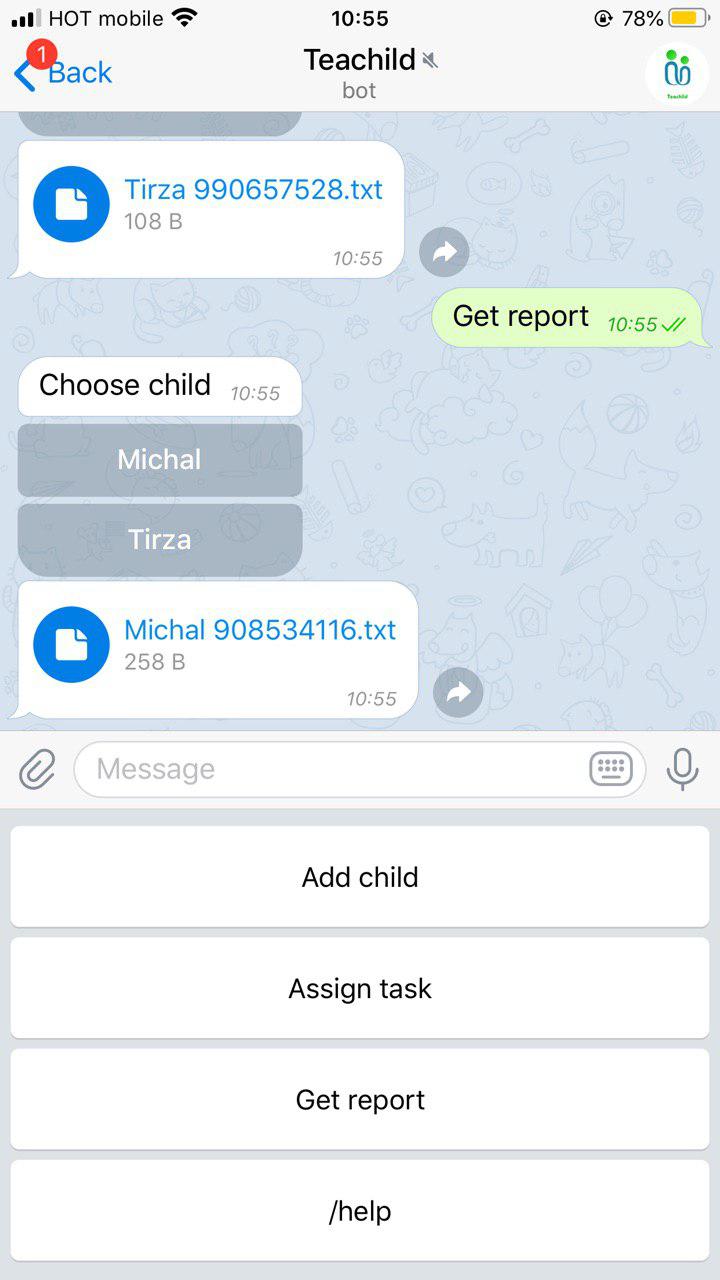 HOT mobile 10:55 78%
1
Back
Teachild
bot
Teachild
Tirza 990657528.txt
108 B
10:55
Get report 10:55
Choose child 10:55
Michal
Tirza
Michal 908534116.txt
258 B
10:55
Message
Add child
Assign task
Get report
/help